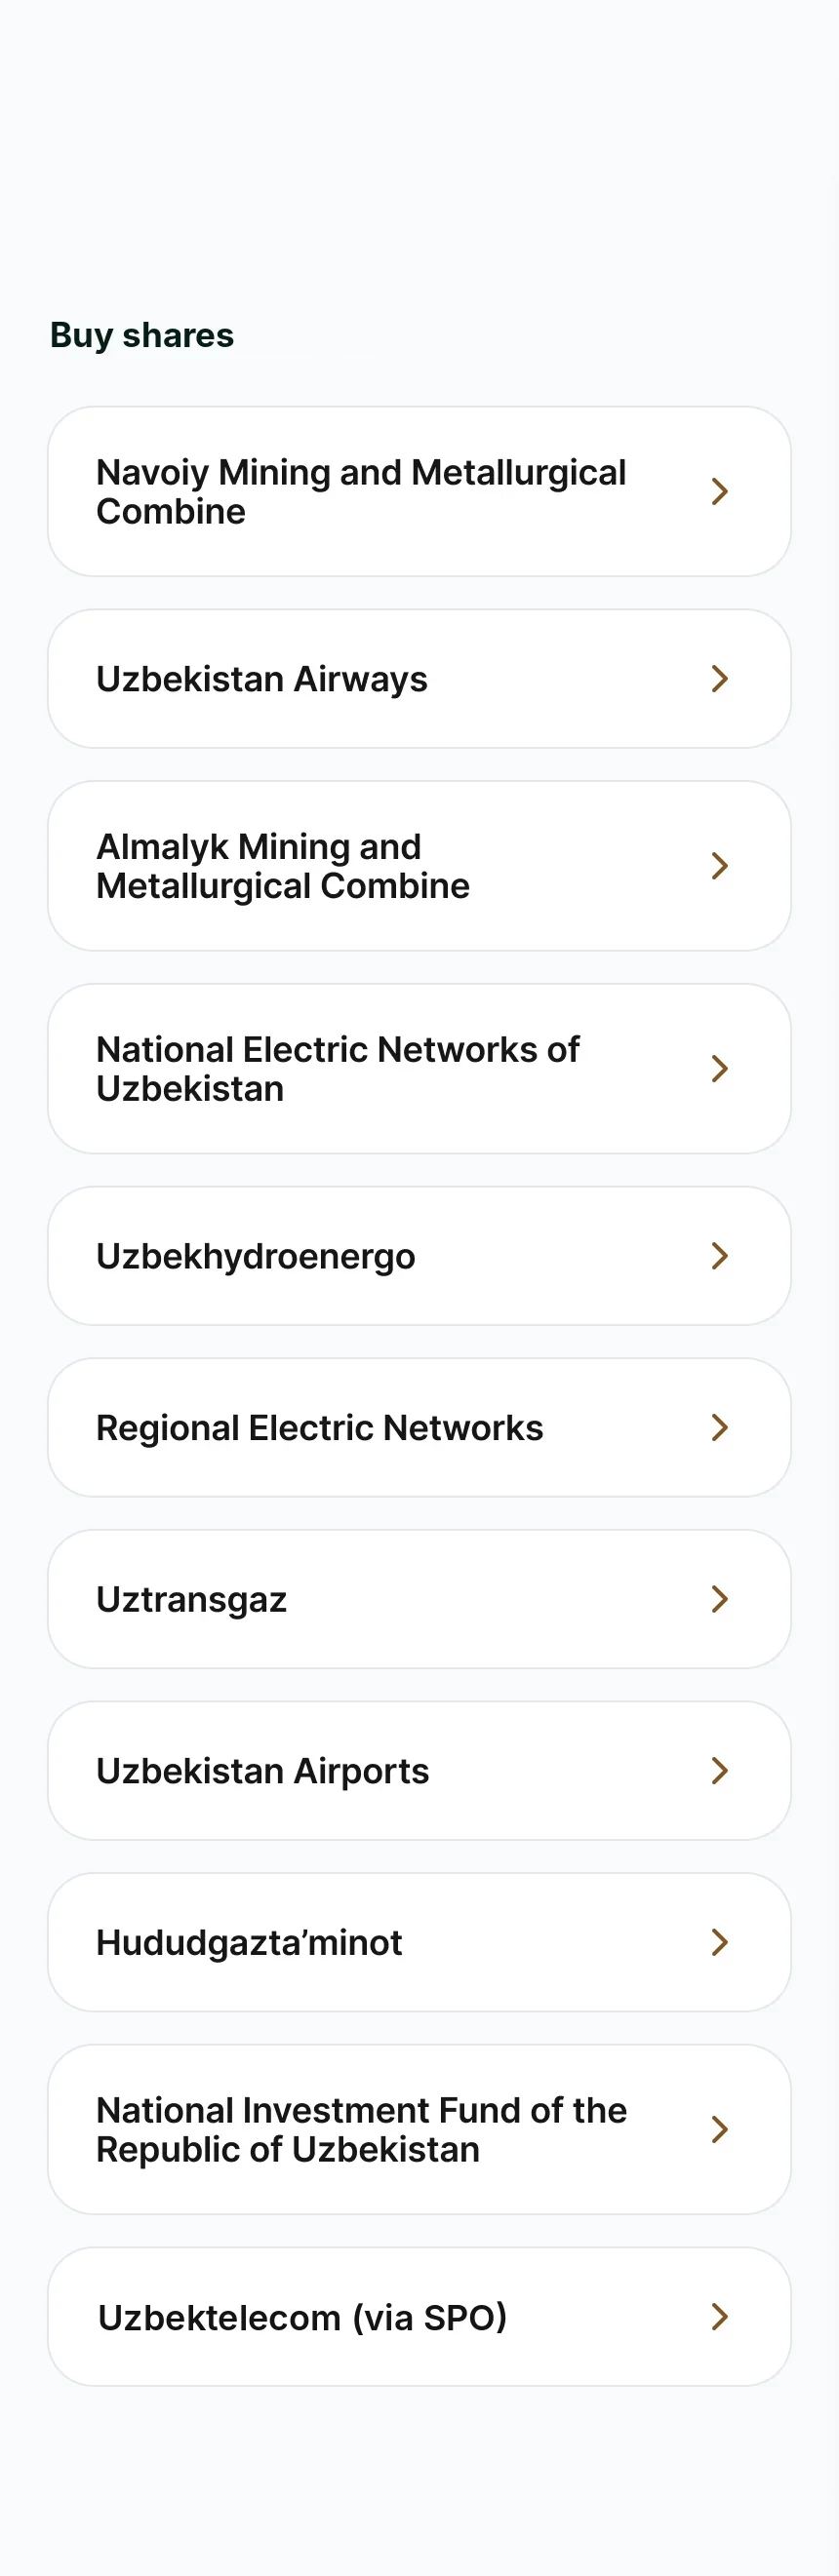 Buy shares
Navoiy Mining and Metallurgical
Combine
Uzbekistan Airways
Almalyk Mining and
Metallurgical Combine
National Electric Networks of
Uzbekistan
Uzbekhydroenergo
Regional Electric Networks
Uztransgaz
Uzbekistan Airports
Hududgazta’minot
National Investment Fund of the
Republic of Uzbekistan
Uzbektelecom (via SPO)